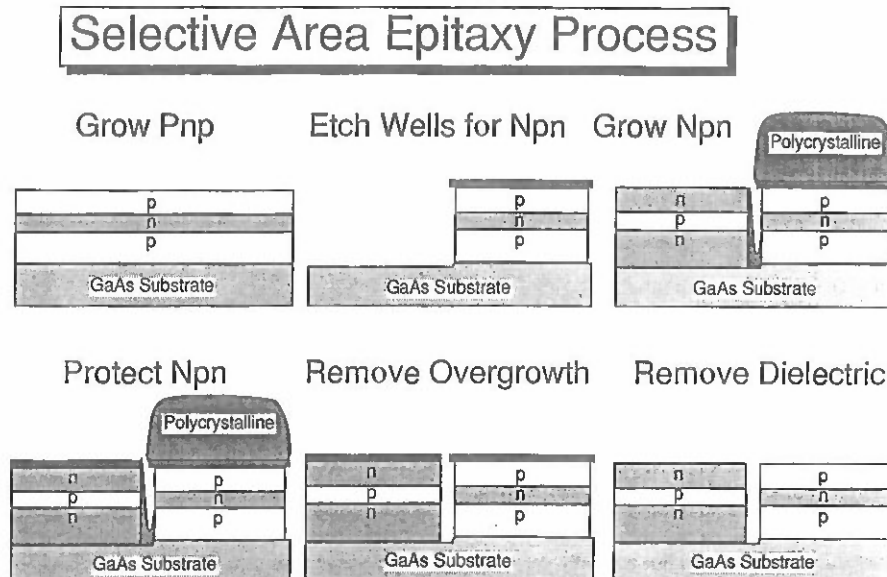 Selective Area Epitaxy Process
Grow Pnp
Etch Wells for Npn
Grow Npn
Polycrystalline
p
n
p
GaAs Substrate
p
n
p
GaAs Substrate
n
p
n
p
n
p
GaAs Substrate
Protect Npn
Remove Overgrowth
Remove Dielectric
Polycrystalline
n
p
n
p
n
p
GaAs Substrate
n
p
n
p
n
p
GaAs Substrate
n
p
n
p
n
p
GaAs Substrate